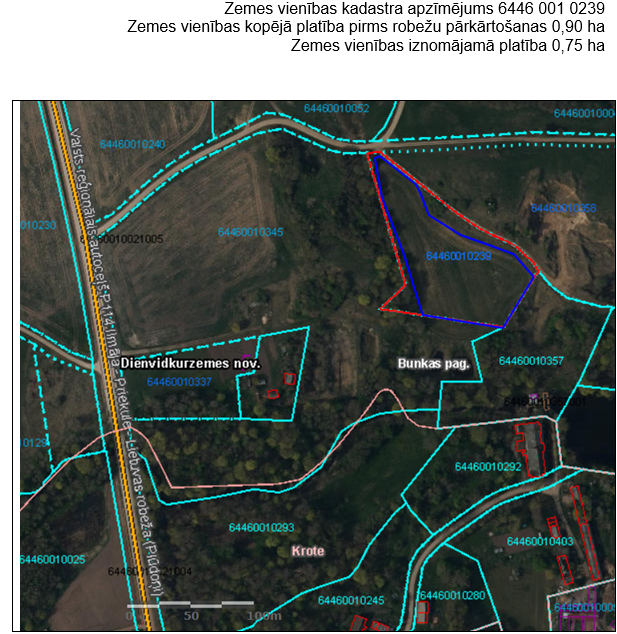 Zemes vienības kadastra apzīmējums 6446 001 0239
Zemes vienības kopējā platība pirms robežu pārkārtošanas 0,90 ha
Zemes vienības iznomājamā platība 0,75 ha
64460010052
64460010240
Valsts reģionālais autoceļš P114 Ilmāja - Priekule - Lietuvas robeža (Plūdoņi)
010230
64460010345
64460010358
64460010239
Dienvidkurzemes nov.
64460010337
Bunkas pag.
64460010357
64460010292
64460010293
64460010403
Krote
64460010025
64460010245
64460010280
0 50 100m